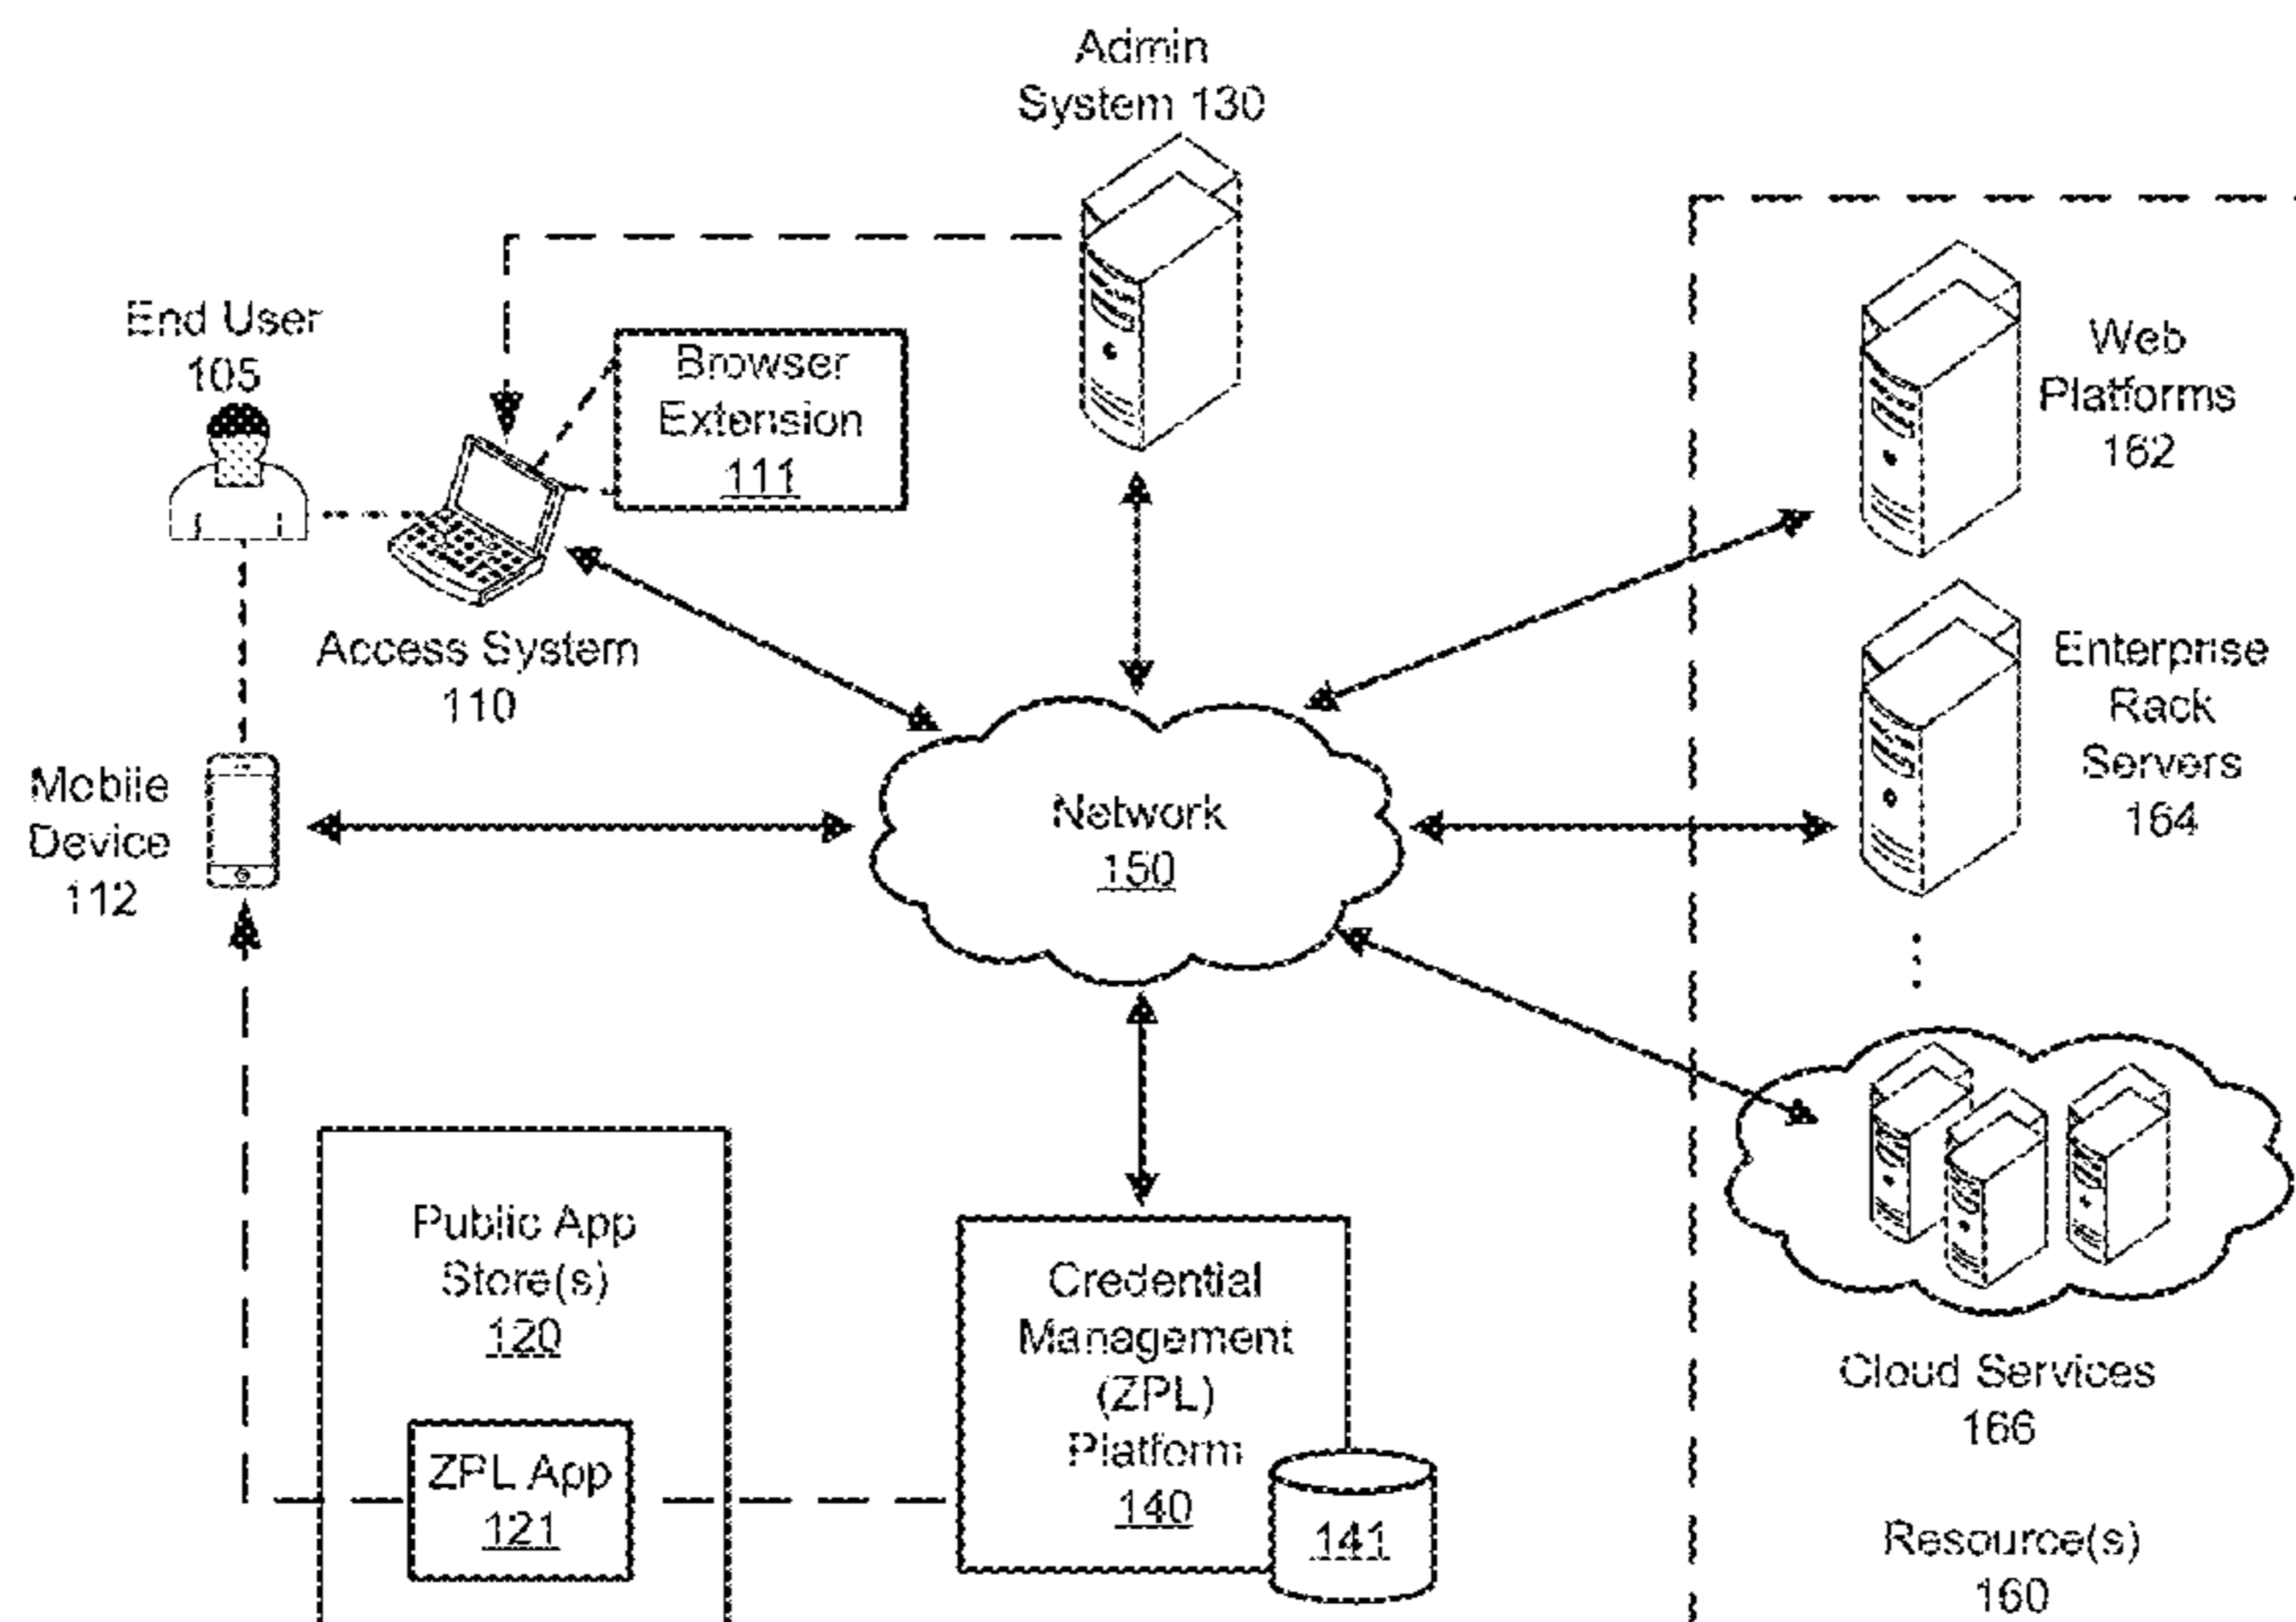 Admin
System 130
End User
105
Browser
Extension
111
Web
Platforms
162
Access System
110
Enterprise
Rack
Servers
164
Mobile
Device
112
Network
150
Public App
Store(s)
120
ZPL App
121
Credential
Management
(ZPL)
Platform
140
141
Cloud Services
166
Resource(s)
160